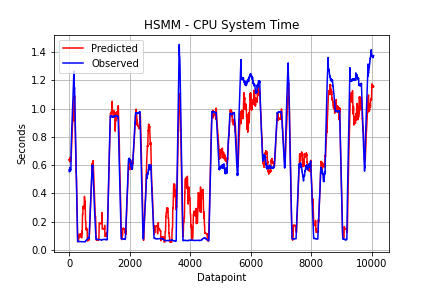 HSMM - CPU System Time
Predicted
Observed
1.4
1.2
1.0
0.8
0.6
0.4
0.2
0.0
Seconds
0 2000 4000 6000 8000 10000
Datapoint